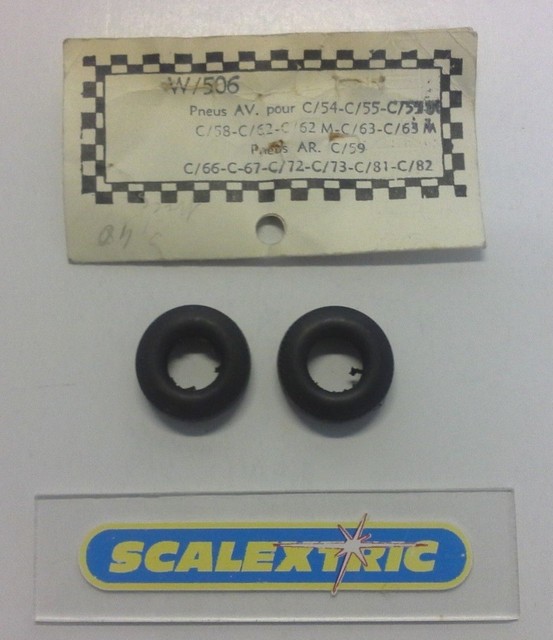 W/506
Pneus AV. pour C/54-C/55-C/
C/58-C/62-C/62 M-C/63-C/63 M
Pneus AR. C/59
C/66-C-67-C/72-C/73-C/81-C/82
SCALEXTRIC